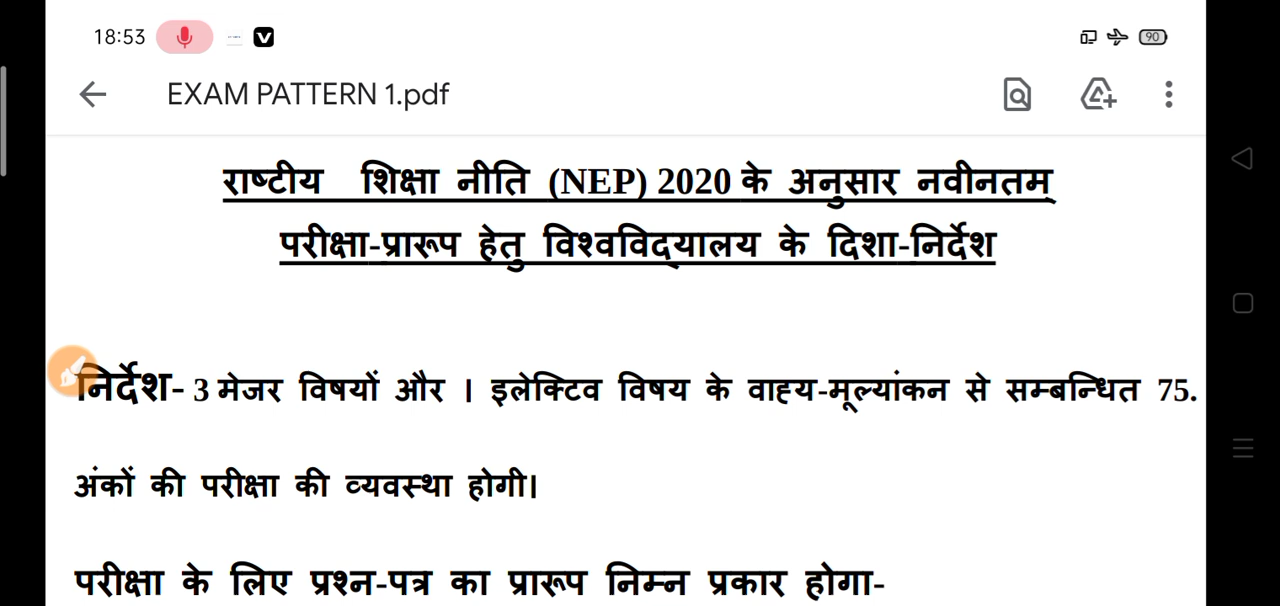 18:53
90
EXAM PATTERN 1.pdf
राष्टीय शिक्षा नीति (NEP) 2020 के अनुसार नवीनतम्
परीक्षा-प्रारूप हेतु विश्वविद्यालय के दिशा-निर्देश
निर्देश- 3 मेजर विषयों और । इलेक्टिव विषय के वाह्य-मूल्यांकन से सम्बन्धित 75.
अंकों की परीक्षा की व्यवस्था होगी।
परीक्षा के लिए प्रश्न-पत्र का प्रारूप निम्न प्रकार होगा-